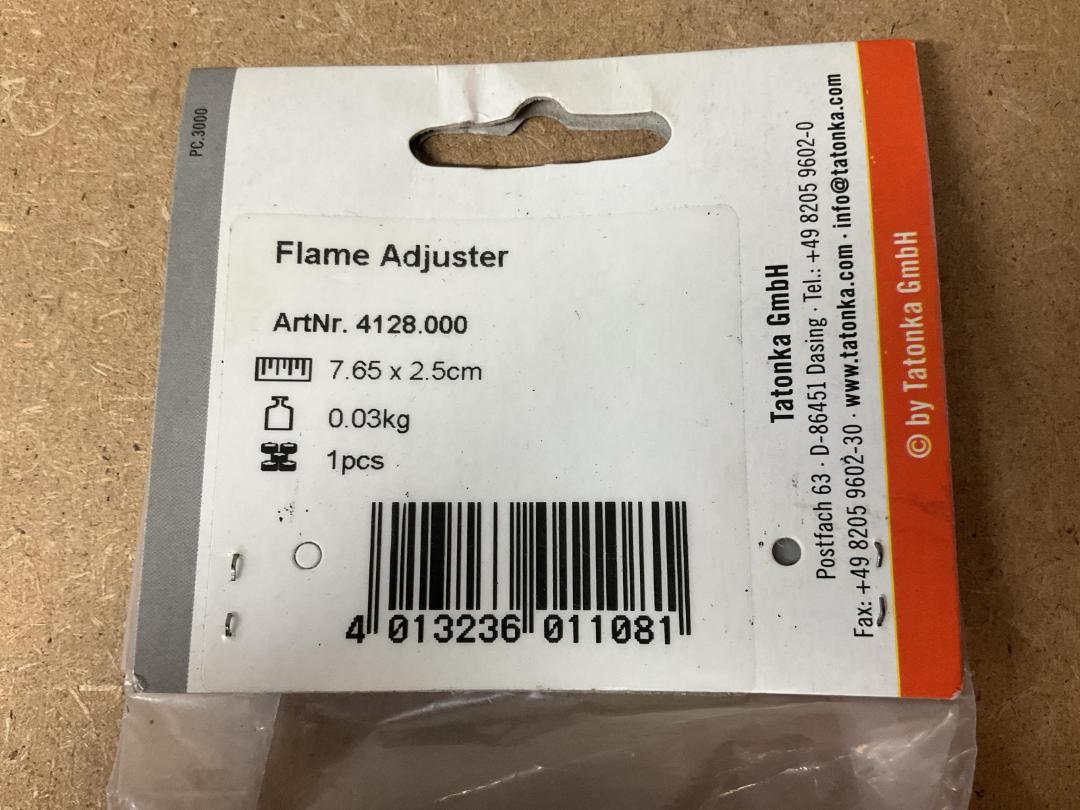 PC.3000
Flame Adjuster
ArtNr. 4128.000
7.65 x 2.5cm
0.03kg
1pcs
4 013236 011081
Tatonka GmbH
Postfach 63 · D-86451 Dasing · Tel.: +49 8205 9602-0
Fax: +49 8205 9602-30 · www.tatonka.com · info@tatonka.com
© by Tatonka GmbH